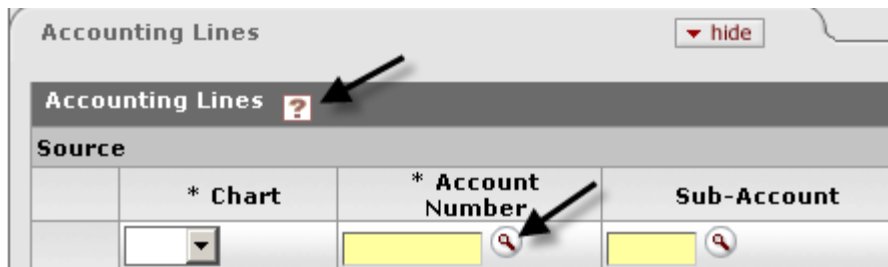 Accounting Lines
hide
Accounting Lines ?
Source
* Chart
* Account Number
Sub-Account